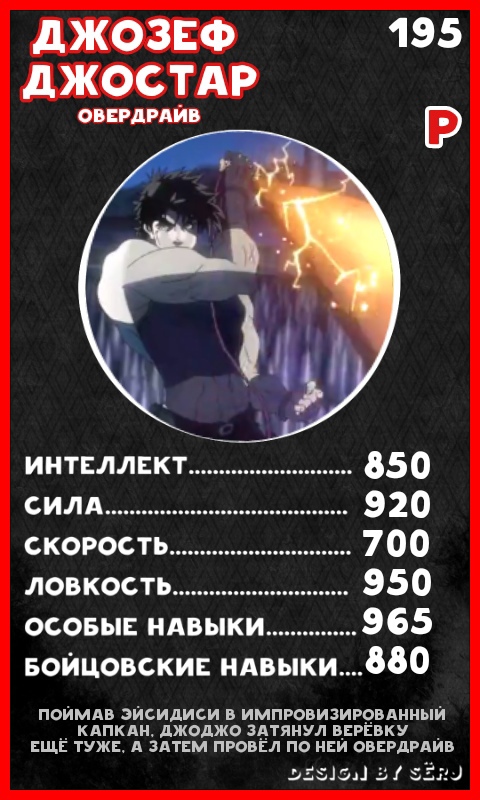 ДЖОЗЕФ
195
ДЖОСТАР
ОВЕРДРАЙВ
Р
ИНТЕЛЛЕКТ........................... 850
СИЛА........................................ 920
СКОРОСТЬ.............................. 700
ЛОВКОСТЬ............................. 950
ОСОБЫЕ НАВЫКИ............... 965
БОЙЦОВСКИЕ НАВЫКИ.... 880
ПОЙМАВ ЭЙСИДИСИ В ИМПРОВИЗИРОВАННЫЙ
КАПКАН, ДЖОДЖО ЗАТЯНУЛ ВЕРЁВКУ
ЕЩЁ ТУЖЕ, А ЗАТЕМ ПРОВЁЛ ПО НЕЙ ОВЕРДРАЙВ
DESIGN BY SЁRJ